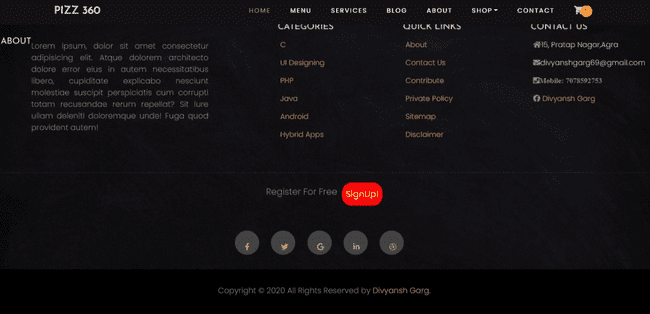 PIZZ 360
HOME MENU SERVICES BLOG ABOUT SHOP CONTACT
ABOUT
Lorem ipsum, dolor sit amet consectetur
adipisicing elit. Atque dolorem architecto
dolore error eius in autem necessitatibus
libero, cupiditate explicabo nesciunt
molestiae suscipit perspiciatis cum corrupti
totam recusandae rerum repellat? Sit iure
ullam deleniti doloremque unde! Fuga quod
provident autem!
CATEGORIES
C
UI Designing
PHP
Java
Android
Hybrid Apps
QUICK LINKS
About
Contact Us
Contribute
Private Policy
Sitemap
Disclaimer
CONTACT US
15, Pratap Nagar,Agra
divyanshgarg69@gmail.com
Mobile: 7078592753
Divyansh Garg
Register For Free SignUp!
Copyright © 2020 All Rights Reserved by Divyansh Garg.